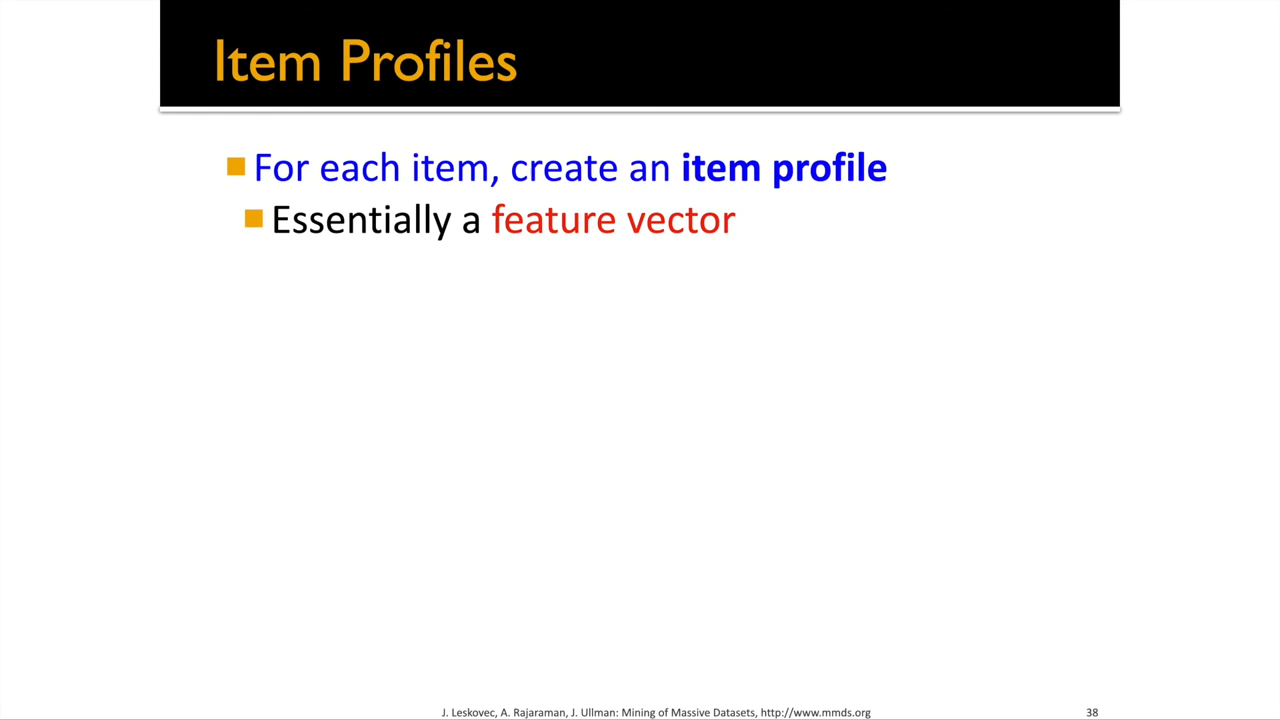 Item Profiles
For each item, create an item profile
Essentially a feature vector
J. Leskovec, A. Rajaraman, J. Ullman: Mining of Massive Datasets, http://www.mmds.org
38